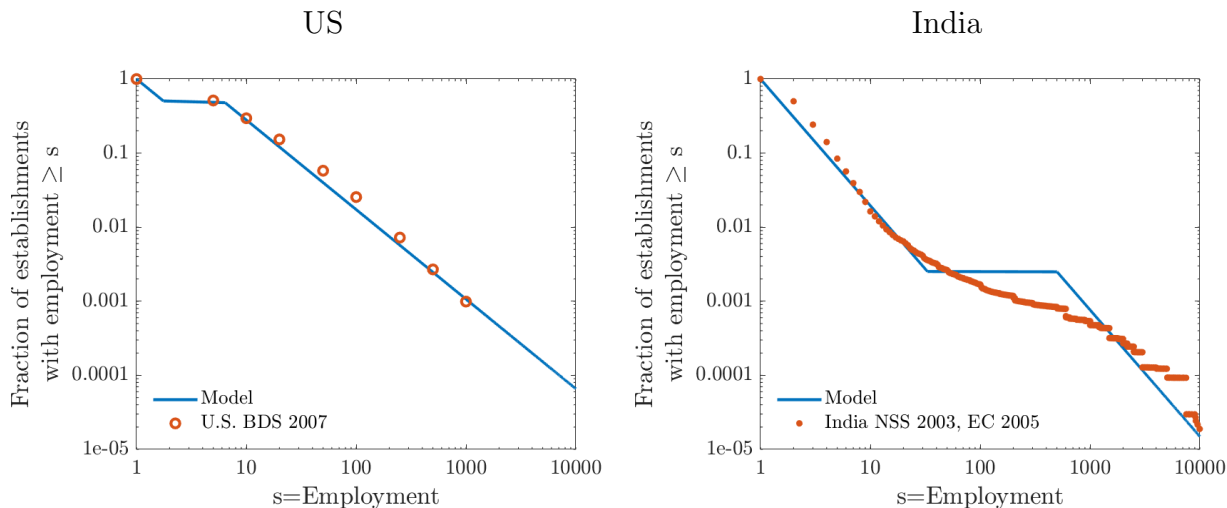 US
Fraction of establishments
with employment ≥ s
1
0.1
0.01
0.001
0.0001
1e-05
Model
U.S. BDS 2007
1
10
100
1000
10000
s=Employment
India
Fraction of establishments
with employment ≥ s
1
0.1
0.01
0.001
0.0001
1e-05
Model
India NSS 2003, EC 2005
1
10
100
1000
10000
s=Employment